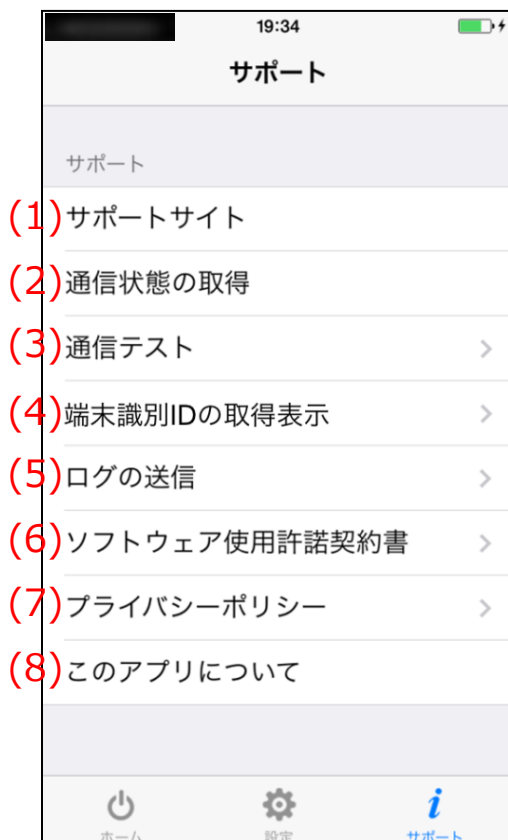 19:34
サポート
サポート
(1)サポートサイト
(2)通信状態の取得
(3)通信テスト
(4)端末識別IDの取得表示
(5)ログの送信
(6)ソフトウェア使用許諾契約書
(7)プライバシーポリシー
(8)このアプリについて
ホーム 設定 サポート